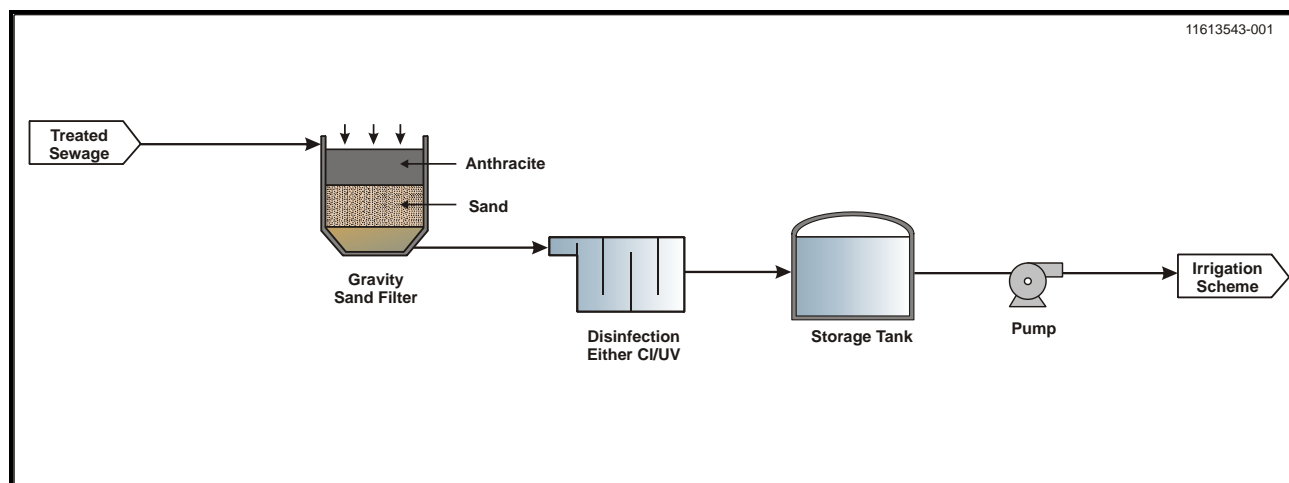 11613543-001
Treated
Sewage
Anthracite
Sand
Gravity
Sand Filter
Disinfection
Either Cl/UV
Storage Tank
Pump
Irrigation
Scheme